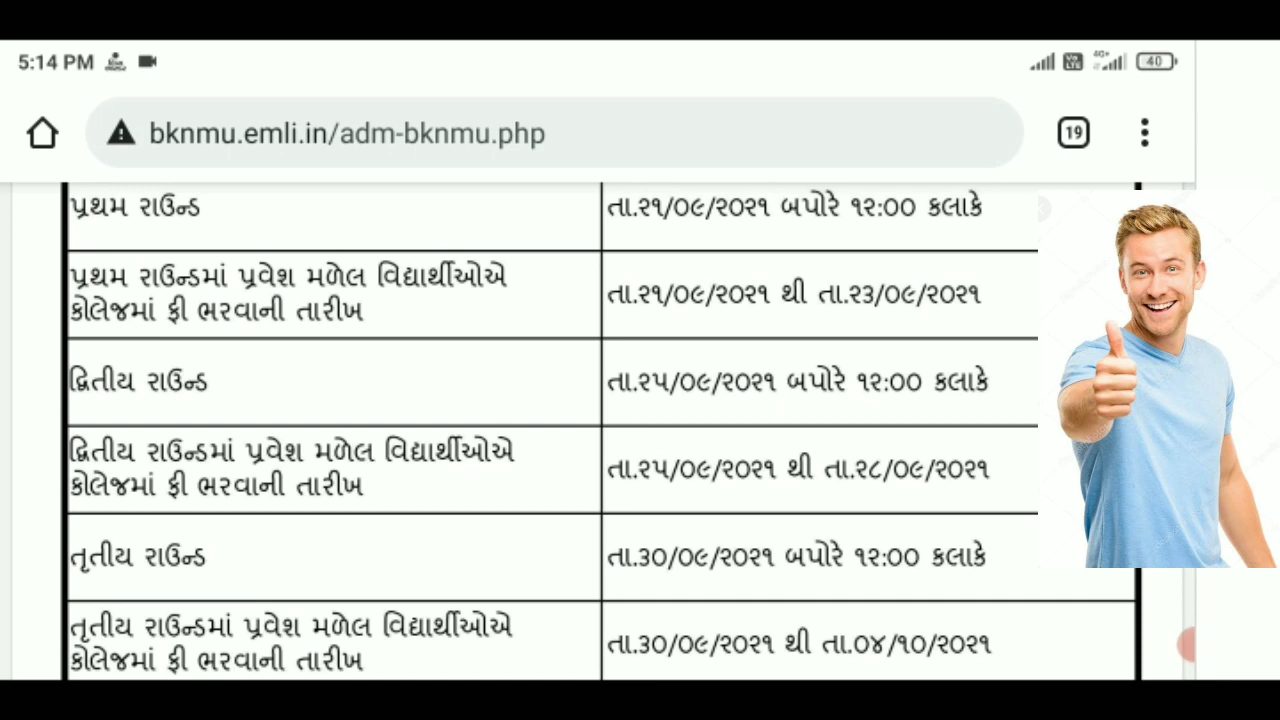 5:14 PM
40
bknmu.emli.in/adm-bknmu.php
19
પ્રથમ રાઉન્ડ
તા.૨૧/૦૯/૨૦૨૧ બપોરે ૧૨:૦૦ કલાકે
પ્રથમ રાઉન્ડમાં પ્રવેશ મળેલ વિદ્યાર્થીઓએ
કોલેજમાં ફી ભરવાની તારીખ
તા.૨૧/૦૯/૨૦૨૧ થી તા.૨૩/૦૯/૨૦૨૧
દ્વિતીય રાઉન્ડ
તા.૨૫/૦૯/૨૦૨૧ બપોરે ૧૨:૦૦ કલાકે
દ્વિતીય રાઉન્ડમાં પ્રવેશ મળેલ વિદ્યાર્થીઓએ
કોલેજમાં ફી ભરવાની તારીખ
તા.૨૫/૦૯/૨૦૨૧ થી તા.૨૮/૦૯/૨૦૨૧
તૃતીય રાઉન્ડ
તા.૩૦/૦૯/૨૦૨૧ બપોરે ૧૨:૦૦ કલાકે
તૃતીય રાઉન્ડમાં પ્રવેશ મળેલ વિદ્યાર્થીઓએ
કોલેજમાં ફી ભરવાની તારીખ
તા.૩૦/૦૯/૨૦૨૧ થી તા.૦૪/૧૦/૨૦૨૧